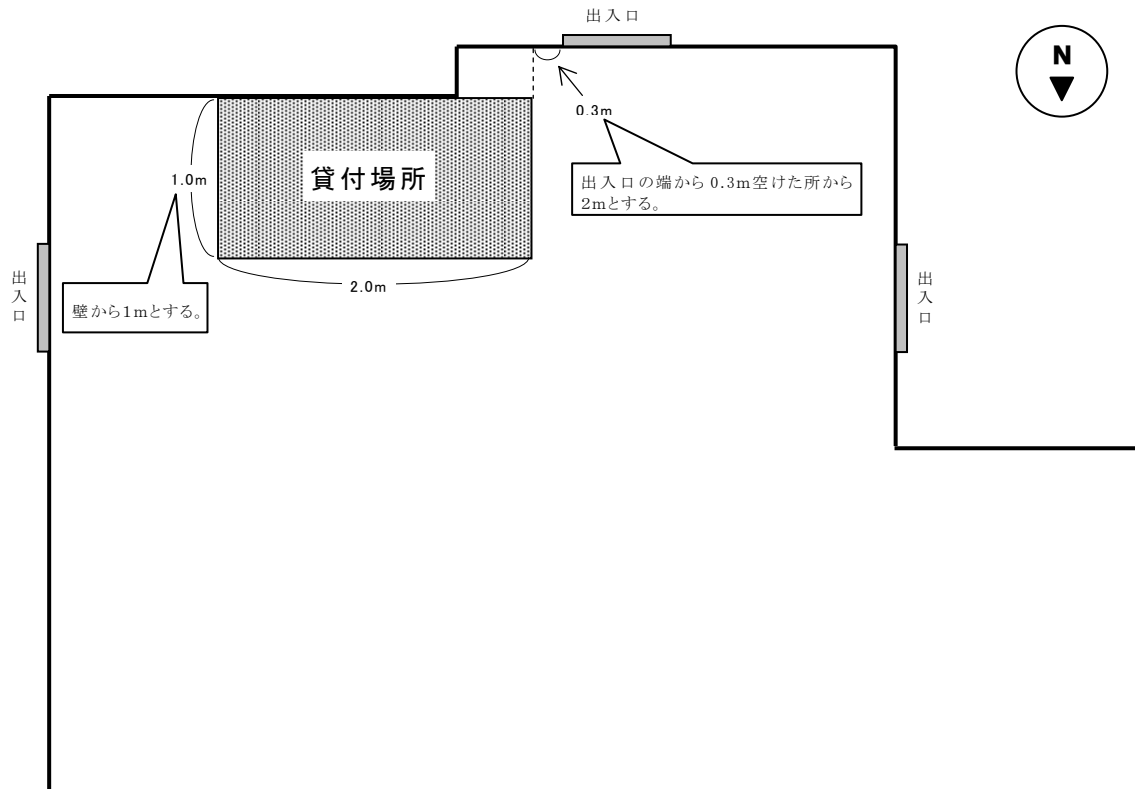 出入口
N
0.3m
貸付場所
1.0m
出入口の端から 0.3m空けた所から
2mとする。
出入口
出入口
2.0m
壁から1mとする。